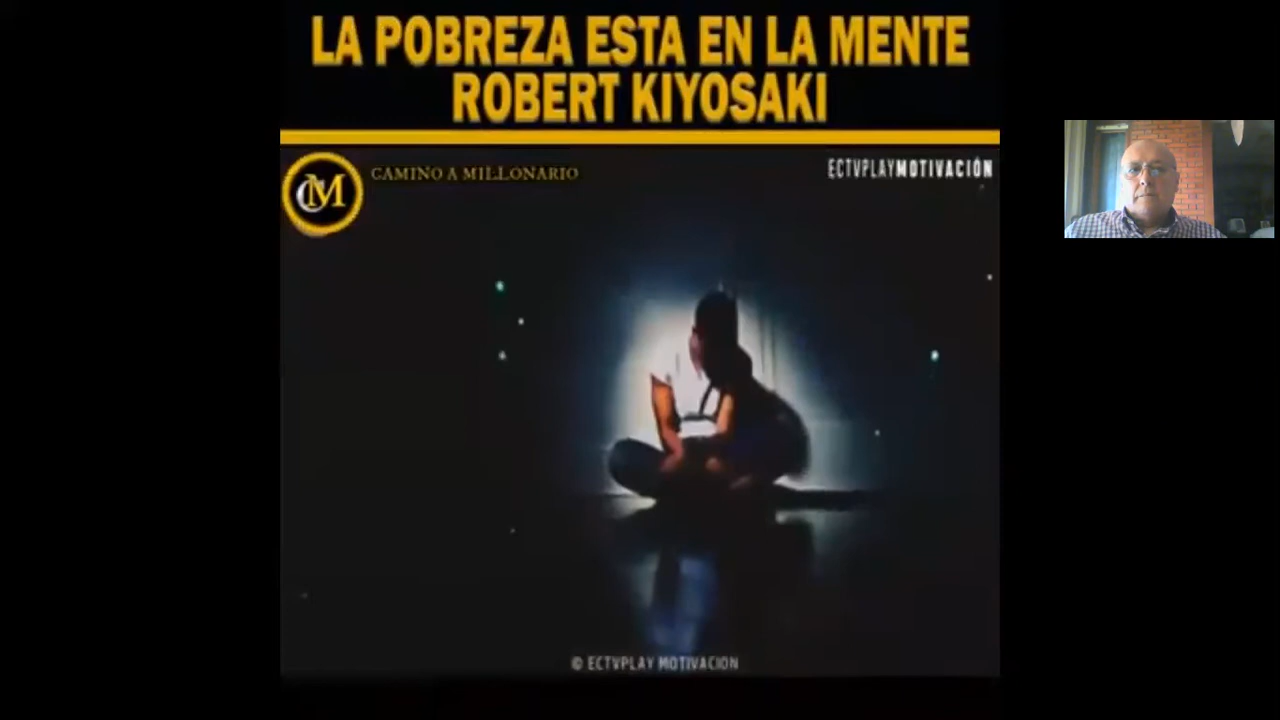 LA POBREZA ESTA EN LA MENTE
ROBERT KIYOSAKI
CM
CAMINO A MILLONARIO
ECTVPLAYMOTIVACIÓN
© ECTVPLAY MOTIVACION